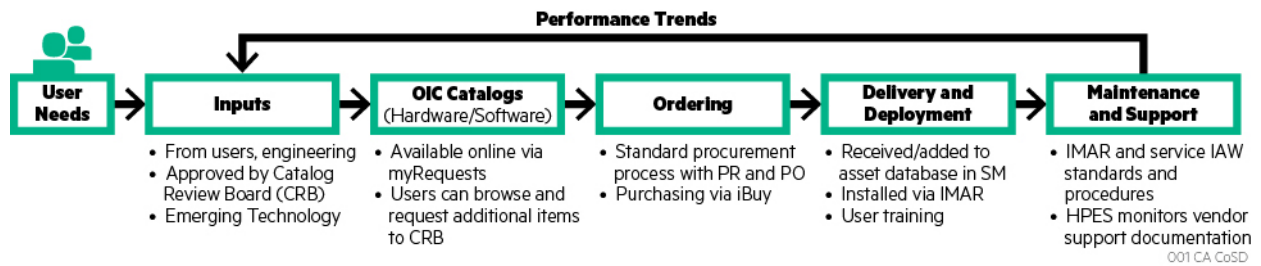 Performance Trends
User
Needs
Inputs
OIC Catalogs
(Hardware/Software)
Ordering
Delivery and
Deployment
Maintenance
and Support
• From users, engineering
• Approved by Catalog
Review Board (CRB)
• Emerging Technology
• Available online via
myRequests
• Users can browse and
request additional items
to CRB
• Standard procurement
process with PR and PO
• Purchasing via iBuy
• Received/added to
asset database in SM
• Installed via IMAR
• User training
• IMAR and service IAW
standards and
procedures
• HPES monitors vendor
support documentation
001 CA CoSD